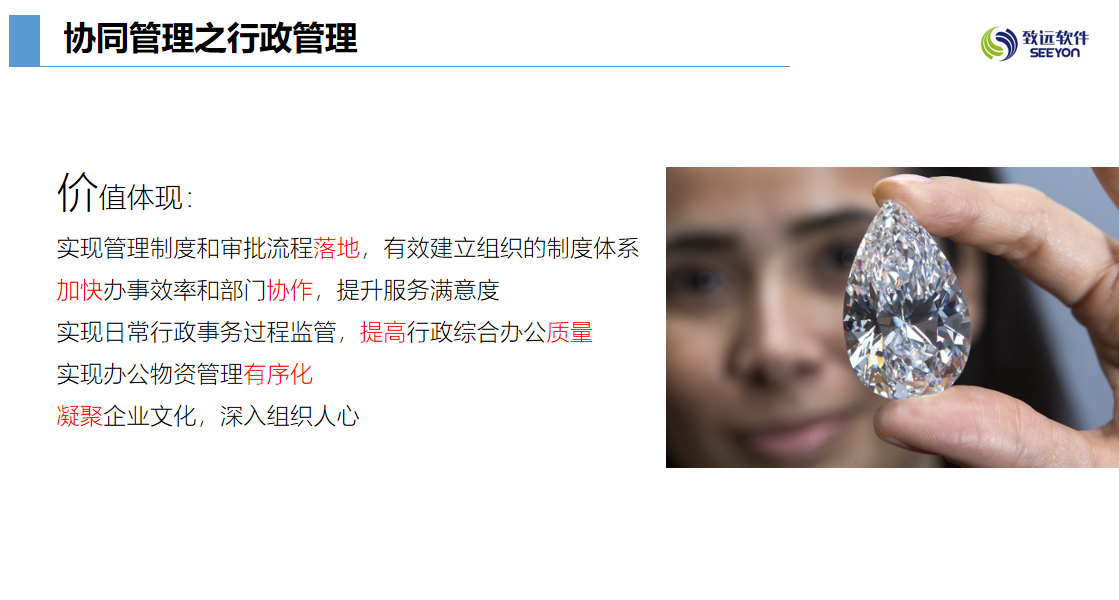 协同管理之行政管理
致远软件
SEEYON
价值体现：
实现管理制度和审批流程落地，有效建立组织的制度体系
加快办事效率和部门协作，提升服务满意度
实现日常行政事务过程监管，提高行政综合办公质量
实现办公物资管理有序化
凝聚企业文化，深入组织人心